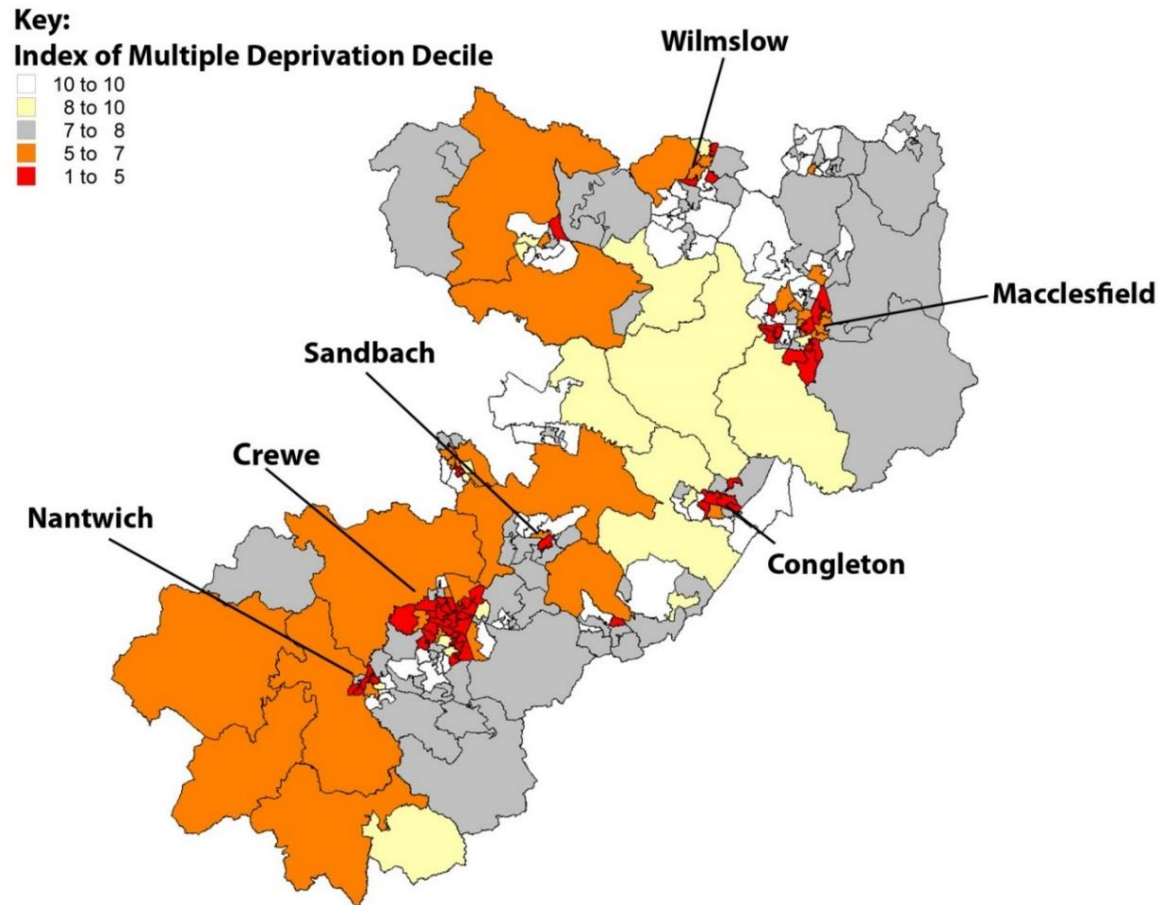 Key:
Index of Multiple Deprivation Decile
10 to 10
8 to 10
7 to 8
5 to 7
1 to 5
Wilmslow
Macclesfield
Sandbach
Crewe
Nantwich
Congleton